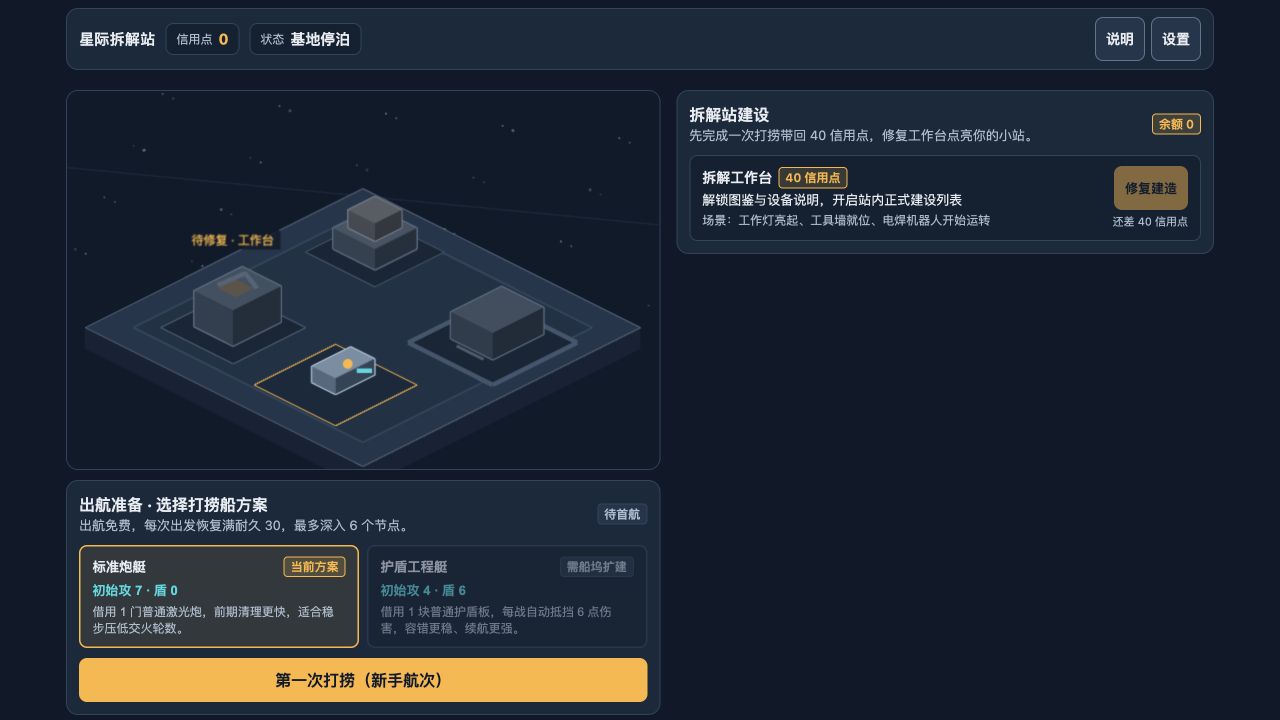 星际拆解站
信用点 0
状态 基地停泊
说明
设置
待修复 · 工作台
拆解站建设
先完成一次打捞带回 40 信用点，修复工作台点亮你的小站。
余额 0
拆解工作台 40 信用点
解锁图鉴与设备说明，开启站内正式建设列表
场景：工作灯亮起、工具墙就位、电焊机器人开始运转
修复建造
还差 40 信用点
出航准备 · 选择打捞船方案
出航免费，每次出发恢复满耐久 30，最多深入 6 个节点。
待首航
标准炮艇
当前方案
初始攻 7 · 盾 0
借用 1 门普通激光炮，前期清理更快，适合稳
步压低交火轮数。
护盾工程艇
需船坞扩建
初始攻 4 · 盾 6
借用 1 块普通护盾板，每战自动抵挡 6 点伤
害，容错更稳、续航更强。
第一次打捞（新手航次）